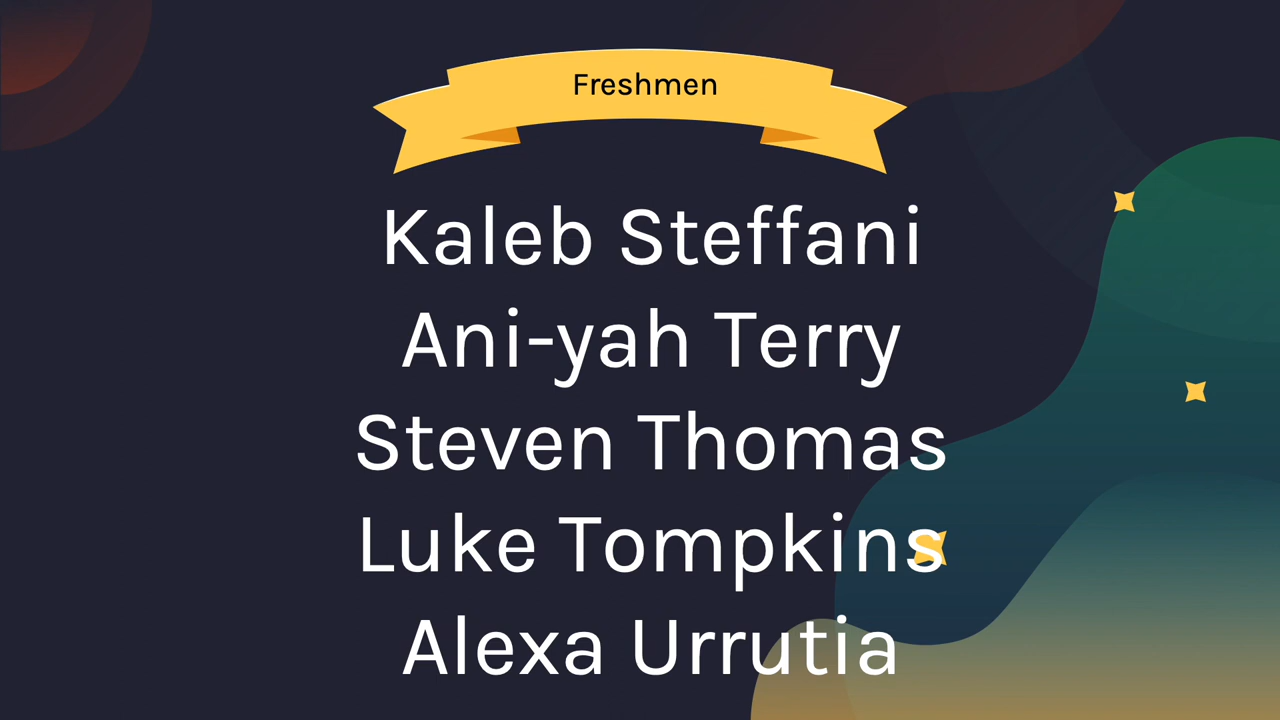 Freshmen
Kaleb Steffani
Ani-yah Terry
Steven Thomas
Luke Tompkins
Alexa Urrutia